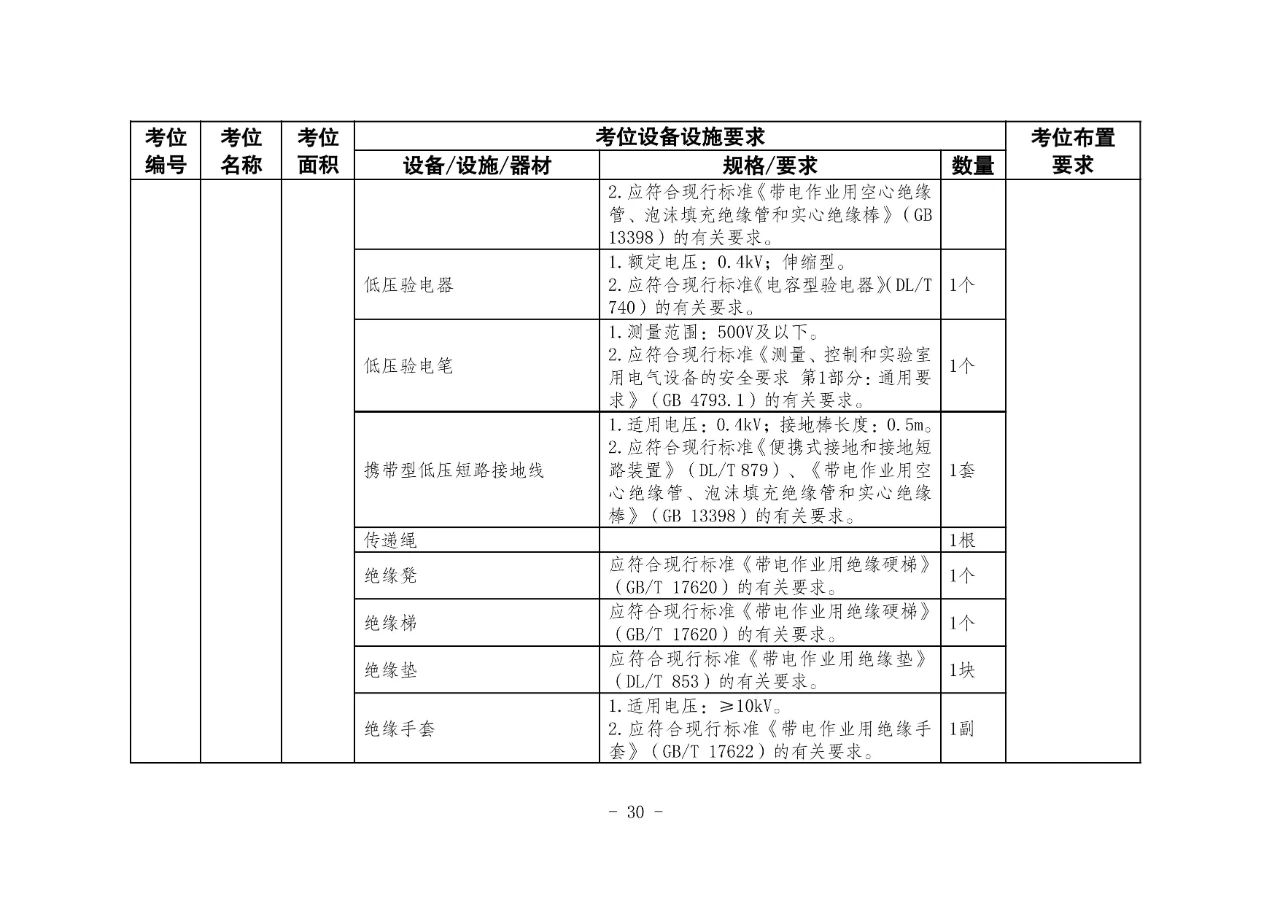 考位 考位 考位 考位设备设施要求 考位布置
编号 名称 面积 设备/设施/器材 规格/要求 数量 要求
2.应符合现行标准《带电作业用空心绝缘
管、泡沫填充绝缘管和实心绝缘棒》（GB
13398）的有关要求。
1.额定电压：0.4kV；伸缩型。
低压验电器 2.应符合现行标准《电容型验电器》（DL/T 1个
740）的有关要求。
1.测量范围：500V及以下。
2.应符合现行标准《测量、控制和实验室
低压验电笔 用电气设备的安全要求 第1部分：通用要 1个
求》（GB 4793.1）的有关要求。
1.适用电压：0.4kV；接地棒长度：0.5m。
2.应符合现行标准《便携式接地和接地短
携带型低压短路接地线 路装置》（DL/T 879）、《带电作业用空 1套
心绝缘管、泡沫填充绝缘管和实心绝缘
棒》（GB 13398）的有关要求。
传递绳 1根
应符合现行标准《带电作业用绝缘硬梯》
绝缘凳 （GB/T 17620）的有关要求。 1个
应符合现行标准《带电作业用绝缘硬梯》
绝缘梯 （GB/T 17620）的有关要求。 1个
应符合现行标准《带电作业用绝缘垫》
绝缘垫 （DL/T 853）的有关要求。 1块
1.适用电压：≥10kV。
绝缘手套 2.应符合现行标准《带电作业用绝缘手 1副
套》（GB/T 17622）的有关要求。
- 30 -